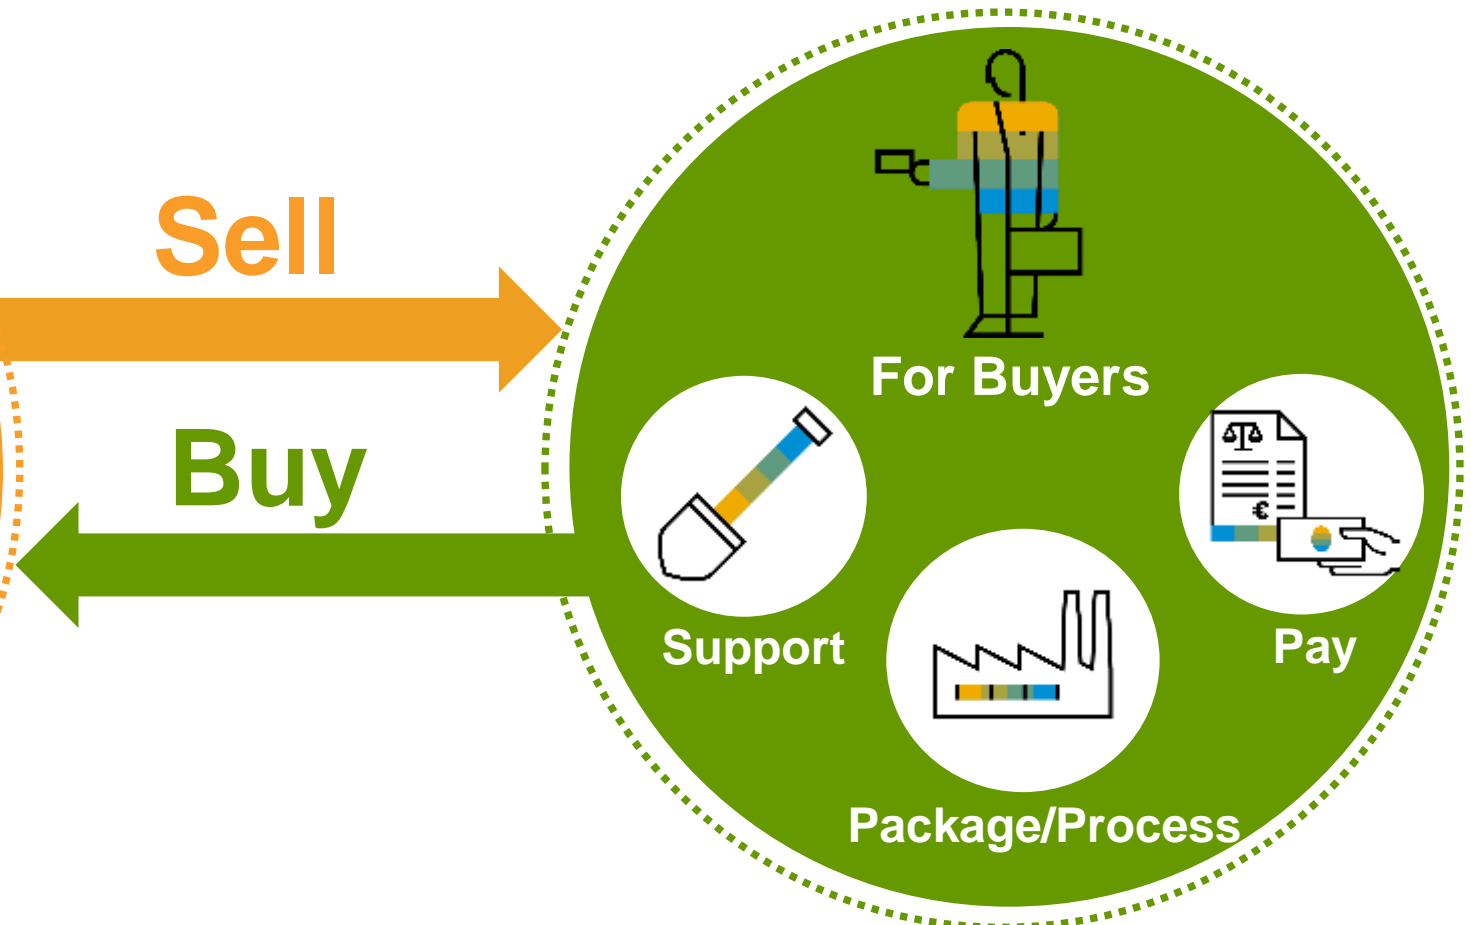 Sell
Buy
For Buyers
Support
Pay
Package/Process
€